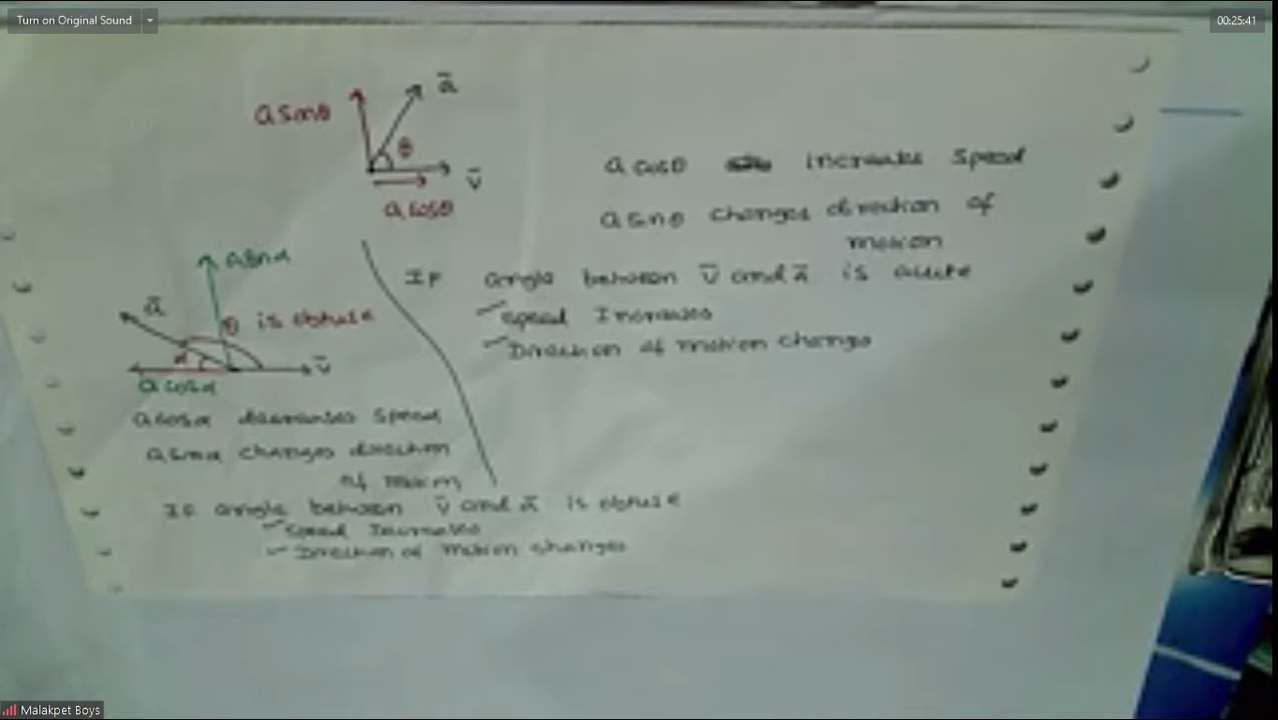 Turn on Original Sound
00:25:41
a sinθ
ā
θ
v̄
a cosθ
a cosθ increases speed
a sinθ changes direction of
motion
If angle between v̄ and ā is acute
Speed Increases
Direction of motion changes
a sinα
ā
θ is obtuse
α
v̄
a cosα
a cosα decreases speed
a sinα changes direction
of motion
If angle between v̄ and ā is obtuse
Speed
Direction of motion changes
Malakpet Boys